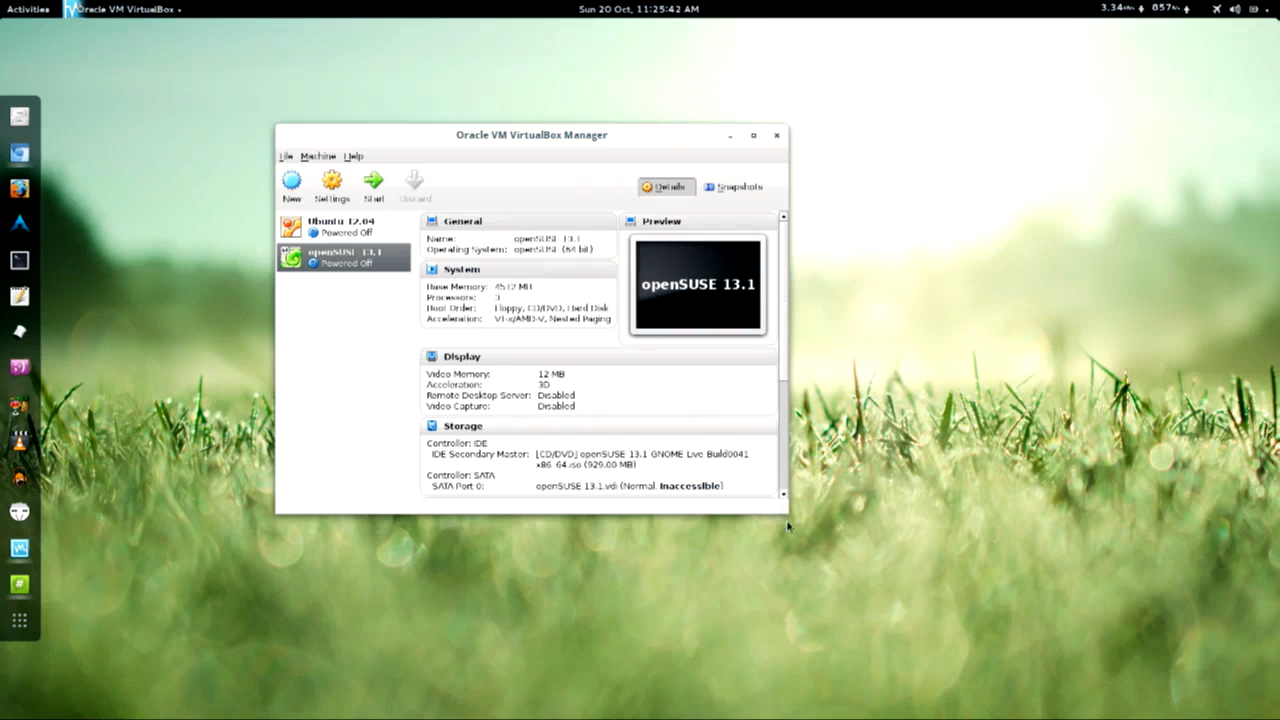 Activities
Oracle VM VirtualBox
Sun 20 Oct, 11:25:42 AM
Oracle VM VirtualBox Manager
File Machine Help
New Settings Start Discard
Details Snapshots
Ubuntu 12.04
Powered Off
openSUSE 13.1
Powered Off
General
Name: openSUSE 13.1
Operating System: openSUSE (64 bit)
System
Base Memory: 4512 MB
Processors: 3
Boot Order: Floppy, CD/DVD, Hard Disk
Acceleration: VT-x/AMD-V, Nested Paging
Preview
openSUSE 13.1
Display
Video Memory: 12 MB
Acceleration: 3D
Remote Desktop Server: Disabled
Video Capture: Disabled
Storage
Controller: IDE
IDE Secondary Master: [CD/DVD] openSUSE 13.1 GNOME Live Build0041
x86_64.iso (929.00 MB)
Controller: SATA
SATA Port 0: openSUSE 13.1.vdi (Normal, Inaccessible)